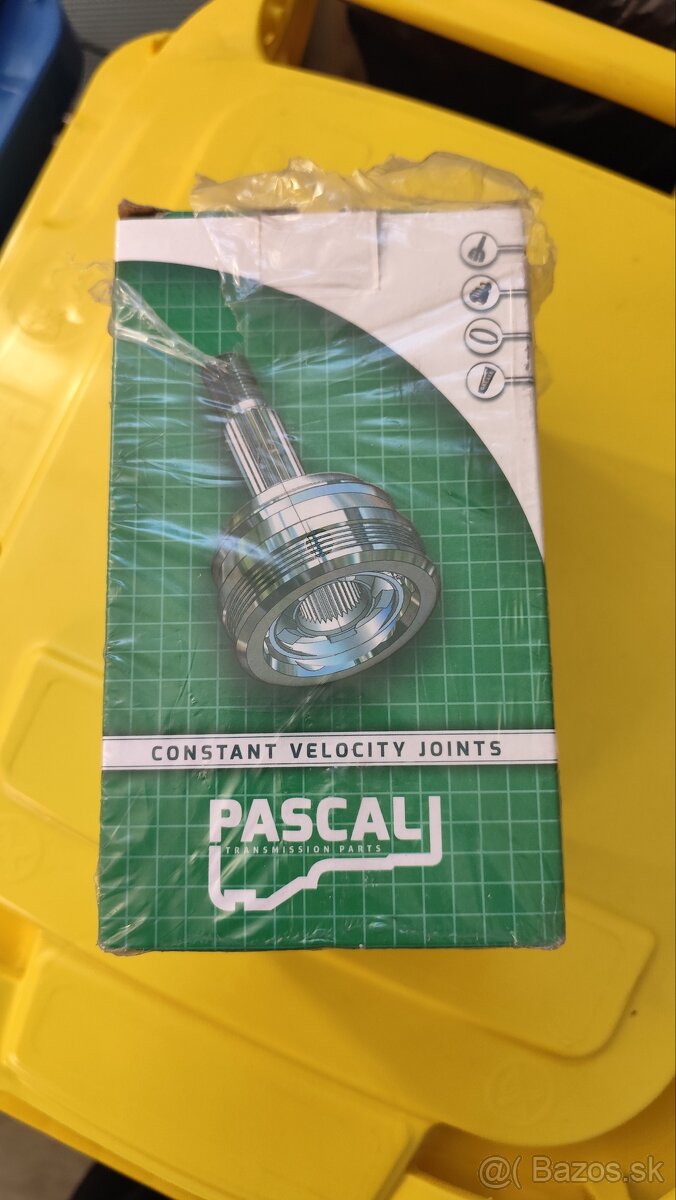 CONSTANT VELOCITY JOINTS
PASCAL
TRANSMISSION PARTS
@( Bazos.sk